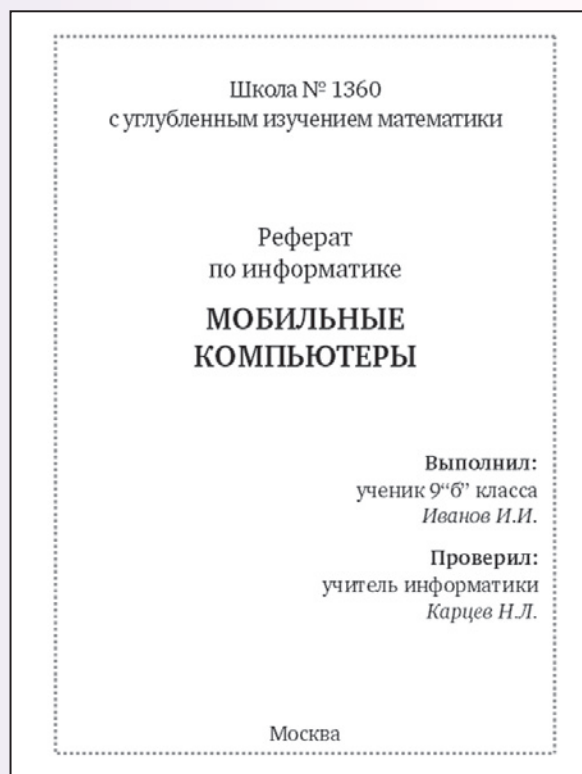 Школа № 1360
с углубленным изучением математики
Реферат
по информатике
МОБИЛЬНЫЕ
КОМПЬЮТЕРЫ
Выполнил:
ученик 9“б” класса
Иванов И.И.
Проверил:
учитель информатики
Карцев Н.Л.
Москва